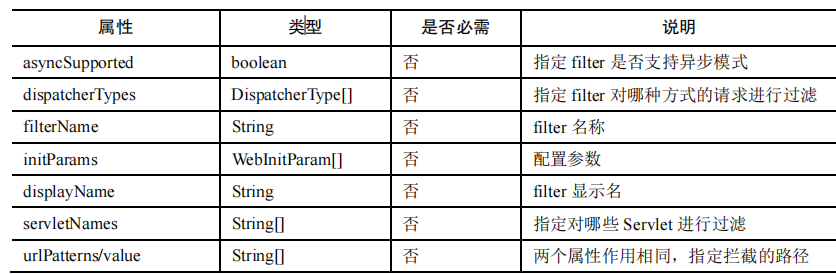 属性 类型 是否必需 说明
asyncSupported boolean 否 指定 filter 是否支持异步模式
dispatcherTypes DispatcherType[] 否 指定 filter 对哪种方式的请求进行过滤
filterName String 否 filter 名称
initParams WebInitParam[] 否 配置参数
displayName String 否 filter 显示名
servletNames String[] 否 指定对哪些 Servlet 进行过滤
urlPatterns/value String[] 否 两个属性作用相同，指定拦截的路径